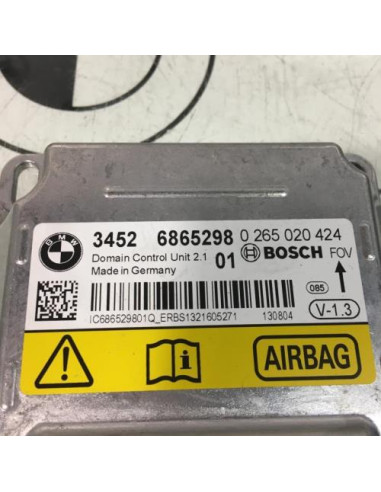 BMW
3452 6865298 0 265 020 424
Domain Control Unit 2.1 01 BOSCH FOV
Made in Germany
085
V-1.3
IC686529801Q_ERBS1321605271 130804
AIRBAG